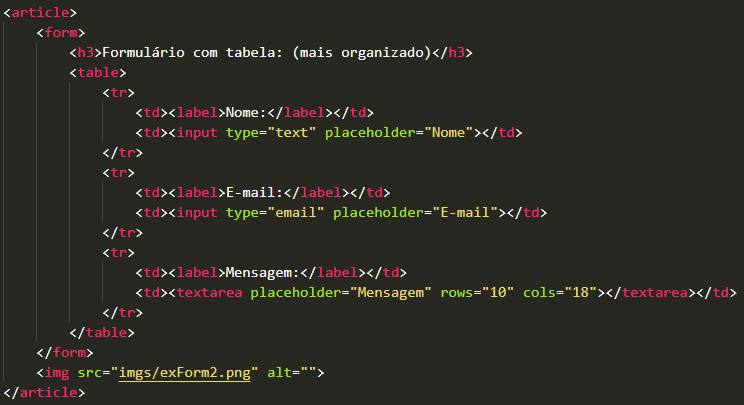 <article>
<form>
<h3>Formulário com tabela: (mais organizado)</h3>
<table>
<tr>
<td><label>Nome:</label></td>
<td><input type="text" placeholder="Nome"></td>
</tr>
<tr>
<td><label>E-mail:</label></td>
<td><input type="email" placeholder="E-mail"></td>
</tr>
<tr>
<td><label>Mensagem:</label></td>
<td><textarea placeholder="Mensagem" rows="10" cols="18"></textarea></td>
</tr>
</table>
</form>
<img src="imgs/exForm2.png" alt="">
</article>